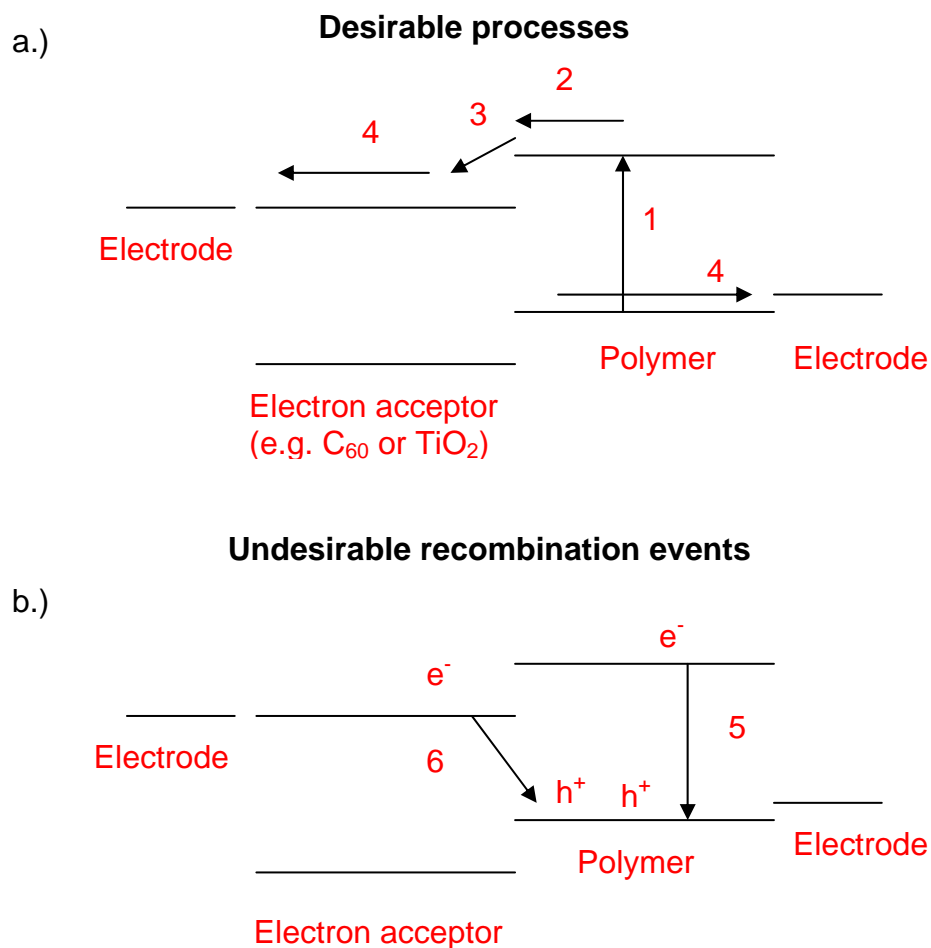 a.)
Desirable processes
2
3
4
1
Electrode
4
Polymer
Electrode
Electron acceptor
(e.g. C₆₀ or TiO₂)
Undesirable recombination events
b.)
e⁻
e⁻
5
Electrode
6
h⁺ h⁺
Electrode
Polymer
Electron acceptor